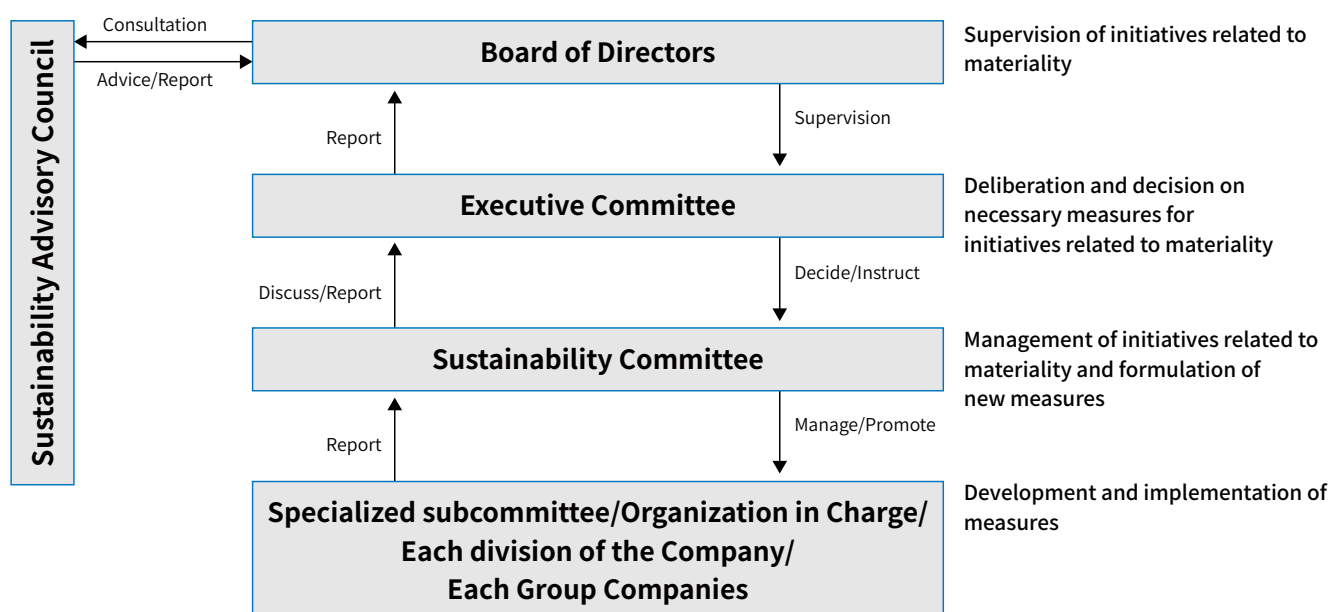 Sustainability Advisory Council
Consultation
Advice/Report
Board of Directors
Supervision of initiatives related to
materiality
Report
Supervision
Executive Committee
Deliberation and decision on
necessary measures for
initiatives related to materiality
Discuss/Report
Decide/Instruct
Sustainability Committee
Management of initiatives related to
materiality and formulation of
new measures
Report
Manage/Promote
Specialized subcommittee/Organization in Charge/
Each division of the Company/
Each Group Companies
Development and implementation of
measures